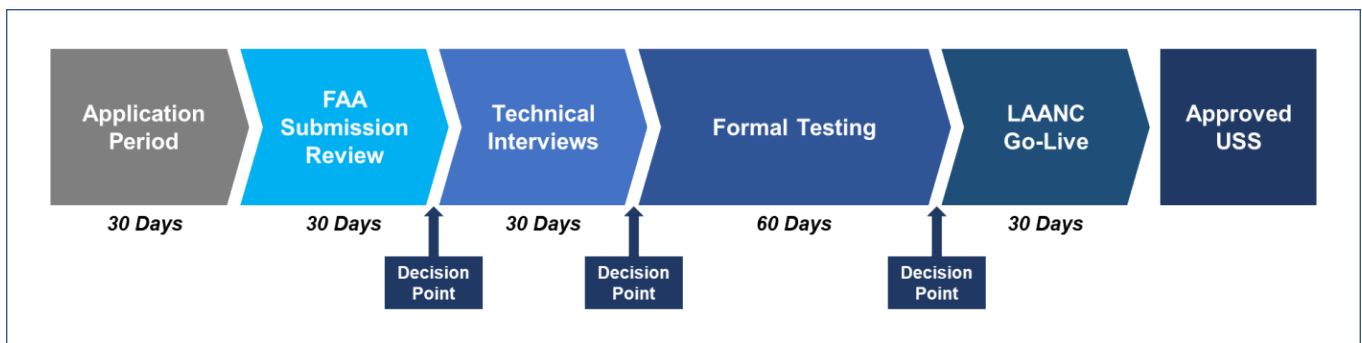 Application
Period
FAA
Submission
Review
Technical
Interviews
Formal Testing
LAANC
Go-Live
Approved
USS
30 Days
30 Days
30 Days
60 Days
30 Days
Decision
Point
Decision
Point
Decision
Point